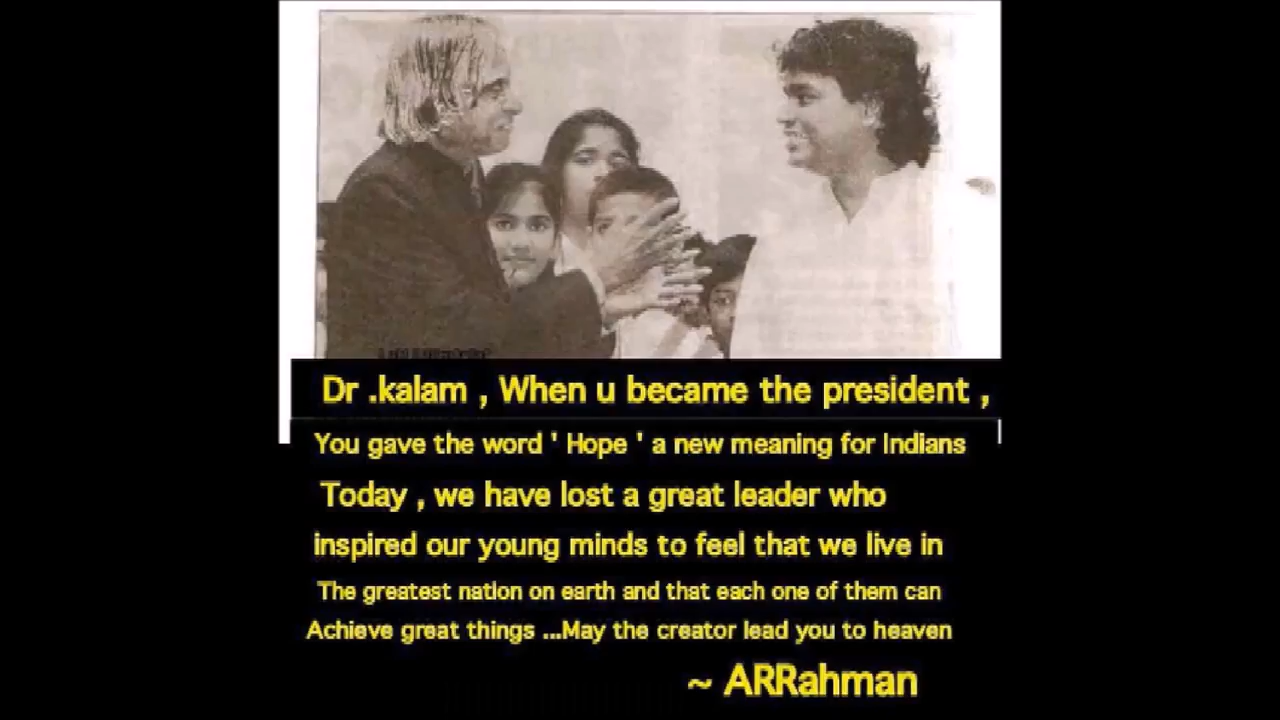 Dr .kalam , When u became the president ,
You gave the word ' Hope ' a new meaning for Indians
Today , we have lost a great leader who
inspired our young minds to feel that we live in
The greatest nation on earth and that each one of them can
Achieve great things ...May the creator lead you to heaven
~ ARRahman